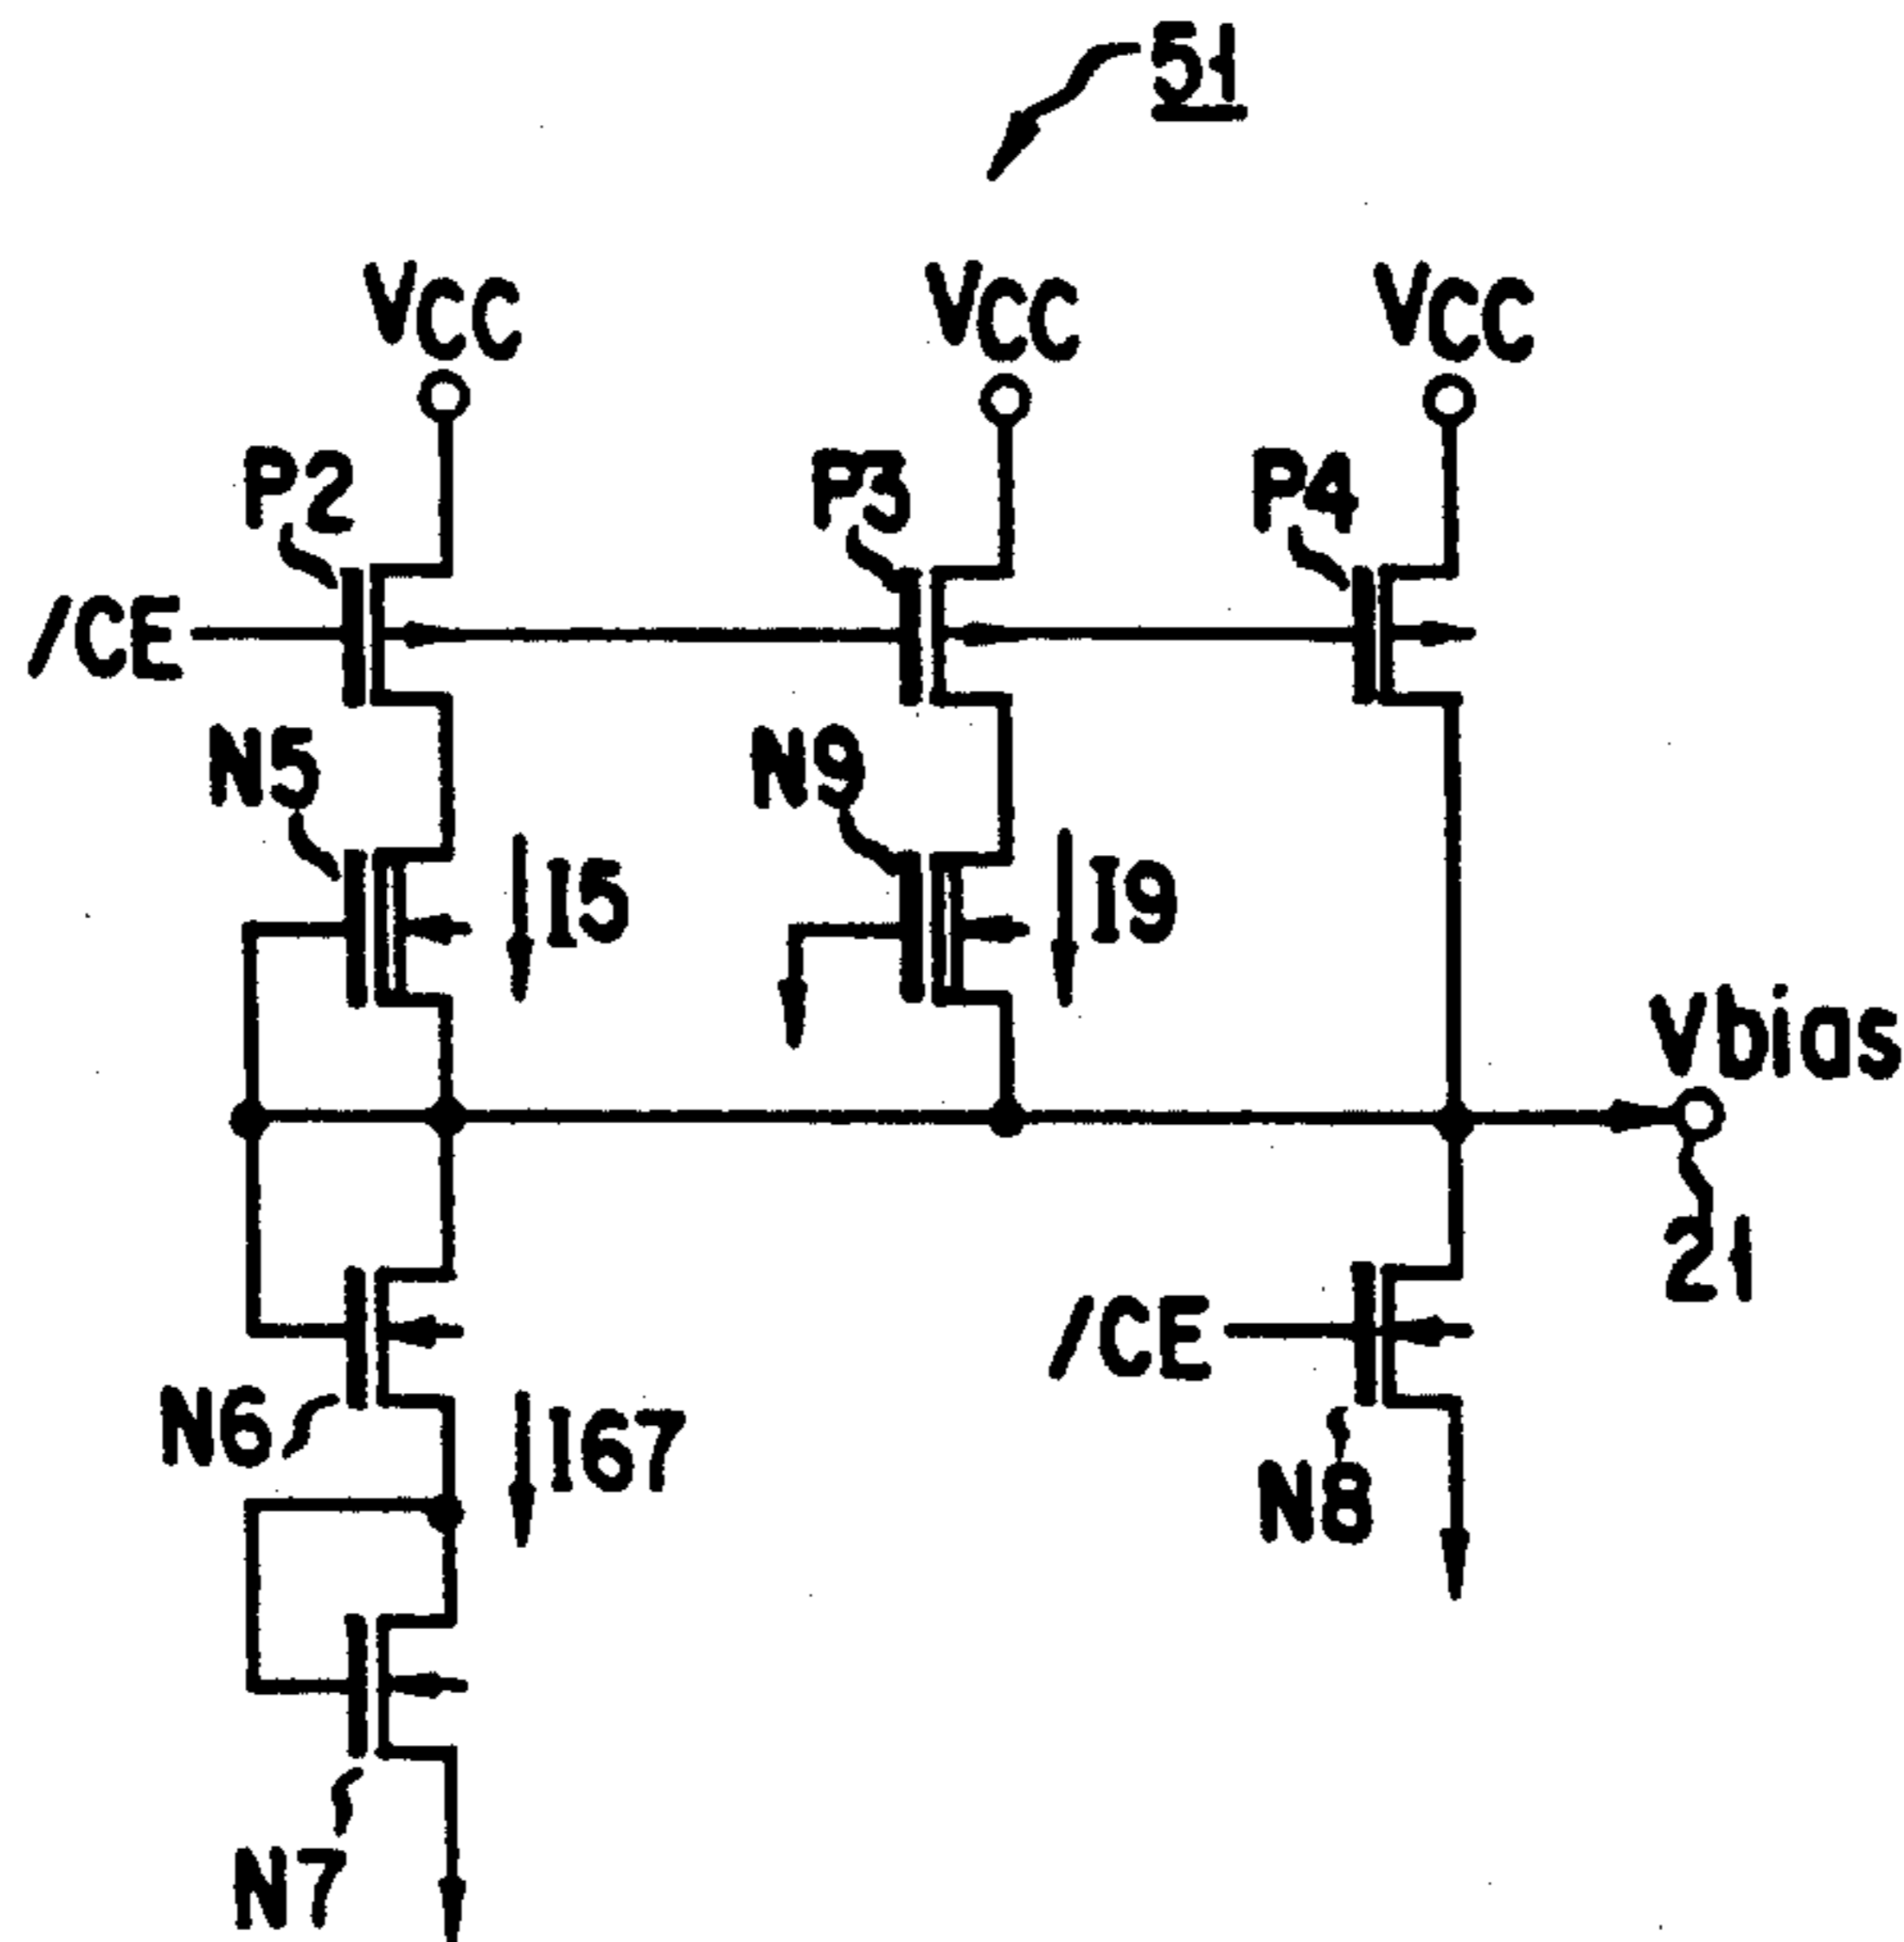 51
VCC VCC VCC
P2 P3 P4
/CE
N5 N9
I5 I9
Vbias
21
/CE
N6 I67
N8
N7